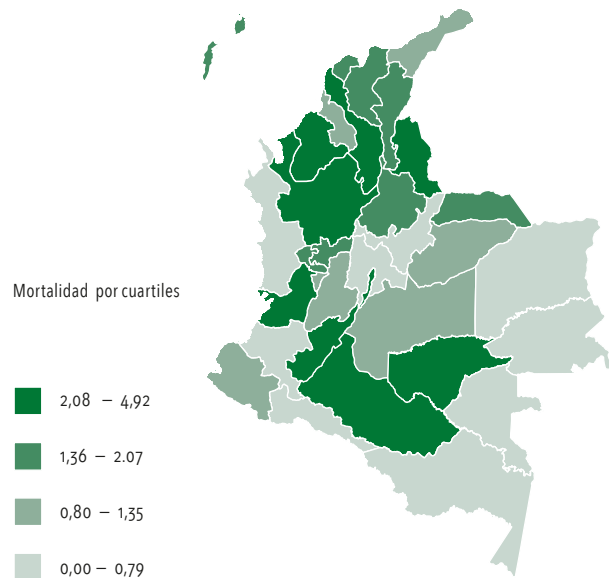 Mortalidad por cuartiles
2,08 – 4,92
1,36 – 2.07
0,80 – 1,35
0,00 – 0,79